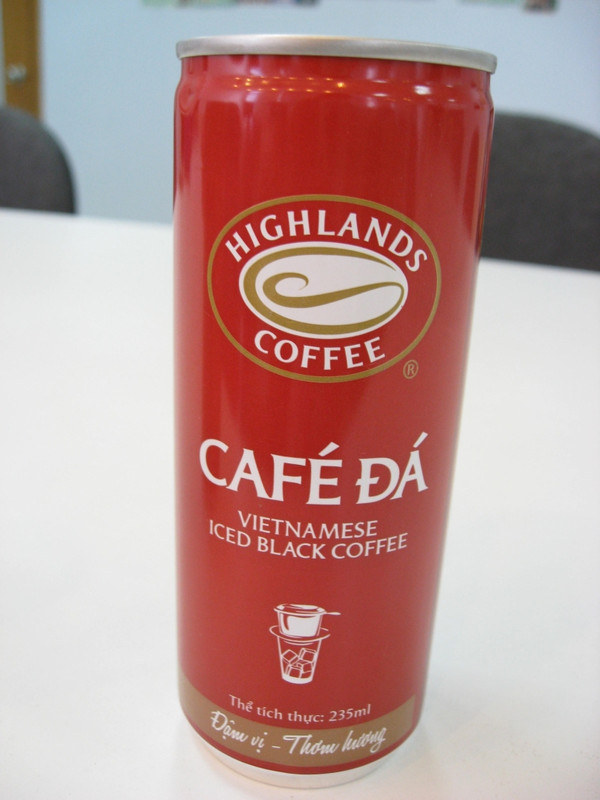 HIGHLANDS
COFFEE
®
CAFÉ ĐÁ
VIETNAMESE
ICED BLACK COFFEE
Thể tích thực: 235ml
Đậm vị - Thơm hương